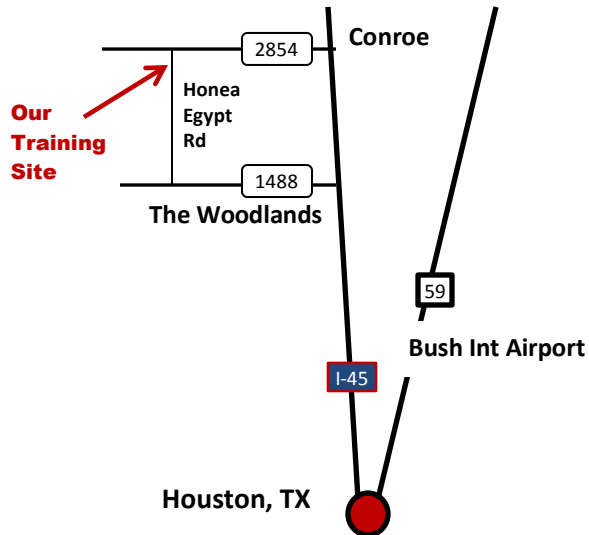 Conroe
2854
Our
Training
Site
Honea
Egypt
Rd
1488
The Woodlands
59
Bush Int Airport
I-45
Houston, TX